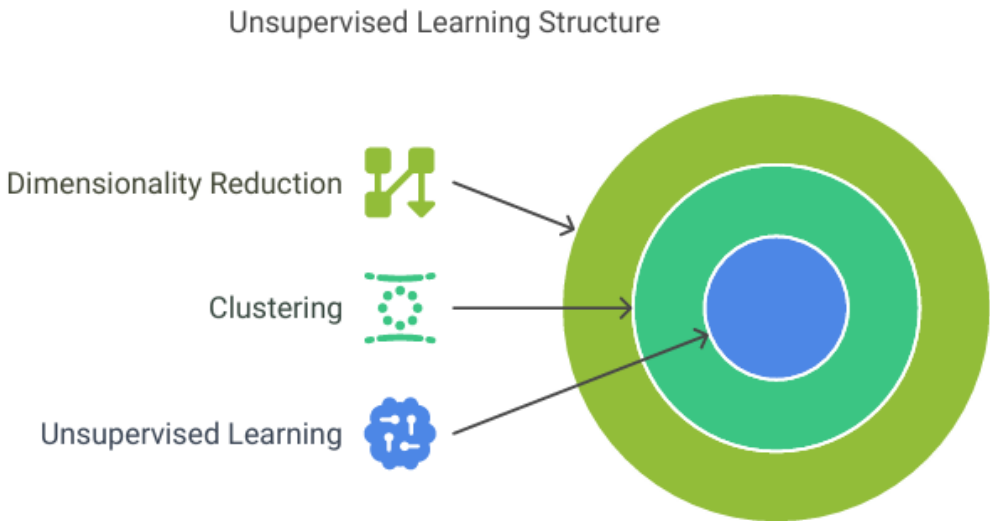 Unsupervised Learning Structure
Dimensionality Reduction
Clustering
Unsupervised Learning